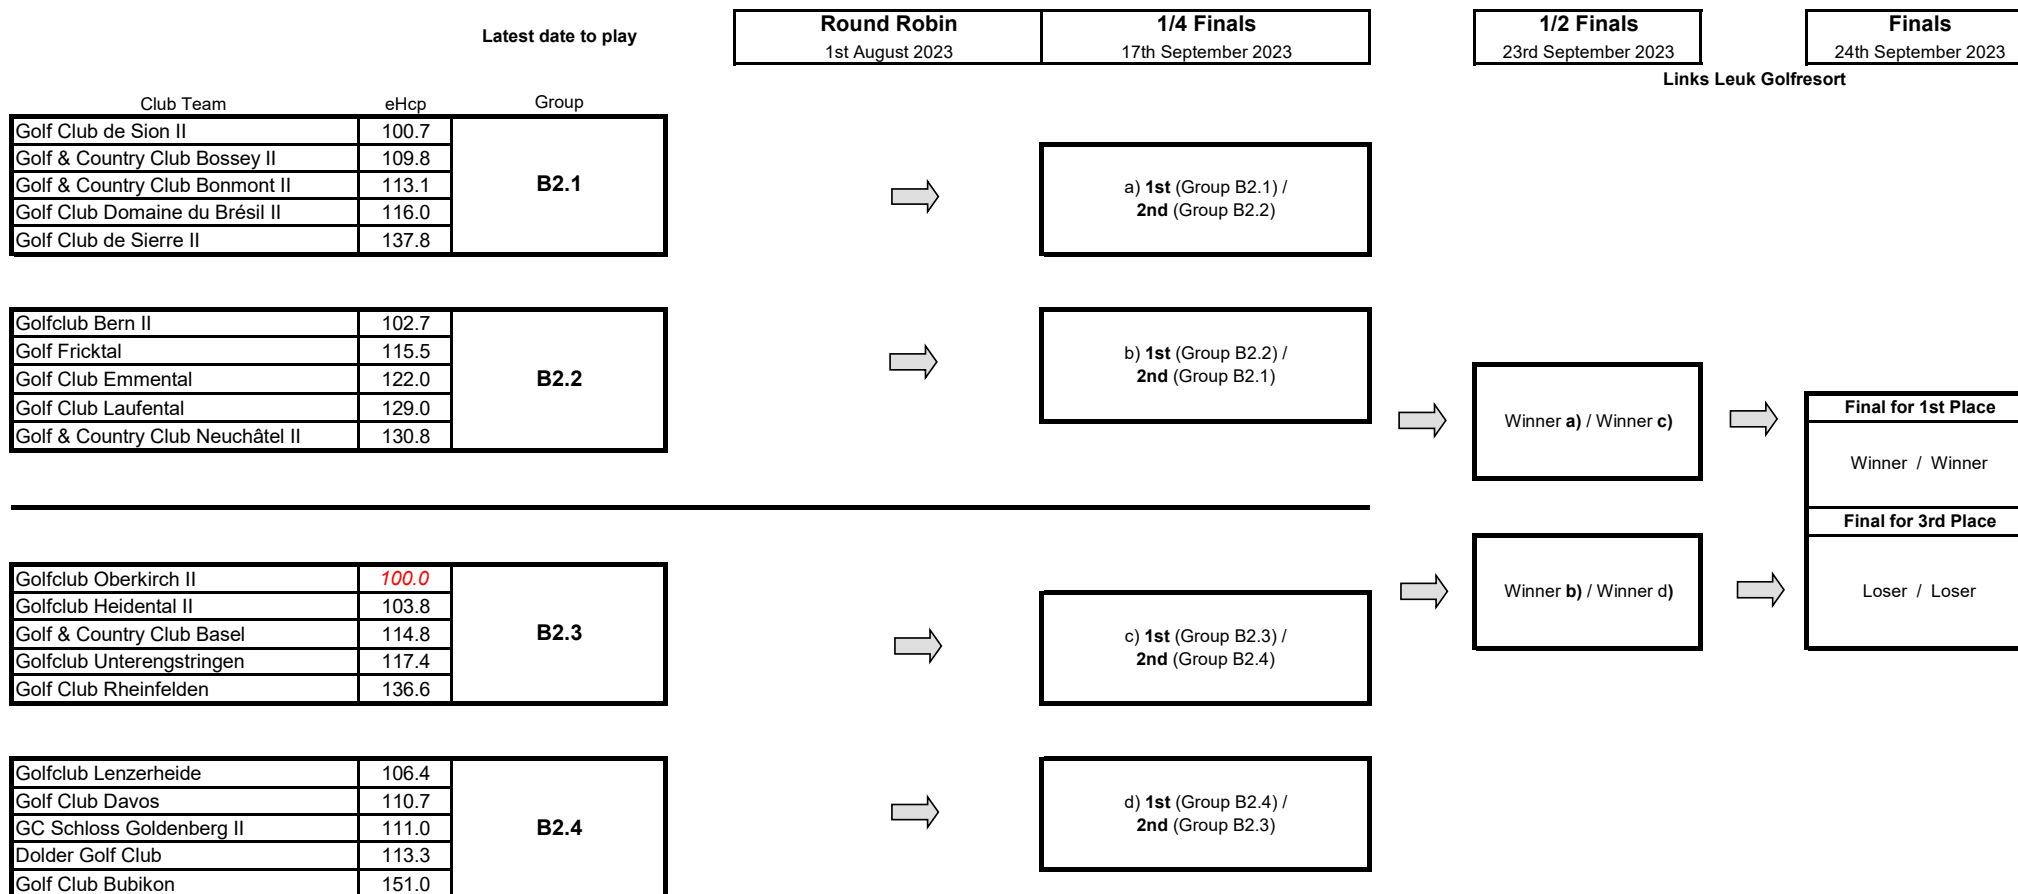 Latest date to play
Round Robin
1st August 2023
1/4 Finals
17th September 2023
1/2 Finals
23rd September 2023
Finals
24th September 2023
Links Leuk Golfresort
Club Team eHcp Group
Golf Club de Sion II 100.7
Golf & Country Club Bossey II 109.8
Golf & Country Club Bonmont II 113.1
Golf Club Domaine du Brésil II 116.0
Golf Club de Sierre II 137.8
B2.1
a) 1st (Group B2.1) /
2nd (Group B2.2)
Golfclub Bern II 102.7
Golf Fricktal 115.5
Golf Club Emmental 122.0
Golf Club Laufental 129.0
Golf & Country Club Neuchâtel II 130.8
B2.2
b) 1st (Group B2.2) /
2nd (Group B2.1)
Winner a) / Winner c)
Final for 1st Place
Winner / Winner
Final for 3rd Place
Golfclub Oberkirch II 100.0
Golfclub Heidental II 103.8
Golf & Country Club Basel 114.8
Golfclub Unterengstringen 117.4
Golf Club Rheinfelden 136.6
B2.3
c) 1st (Group B2.3) /
2nd (Group B2.4)
Winner b) / Winner d)
Loser / Loser
Golfclub Lenzerheide 106.4
Golf Club Davos 110.7
GC Schloss Goldenberg II 111.0
Dolder Golf Club 113.3
Golf Club Bubikon 151.0
B2.4
d) 1st (Group B2.4) /
2nd (Group B2.3)